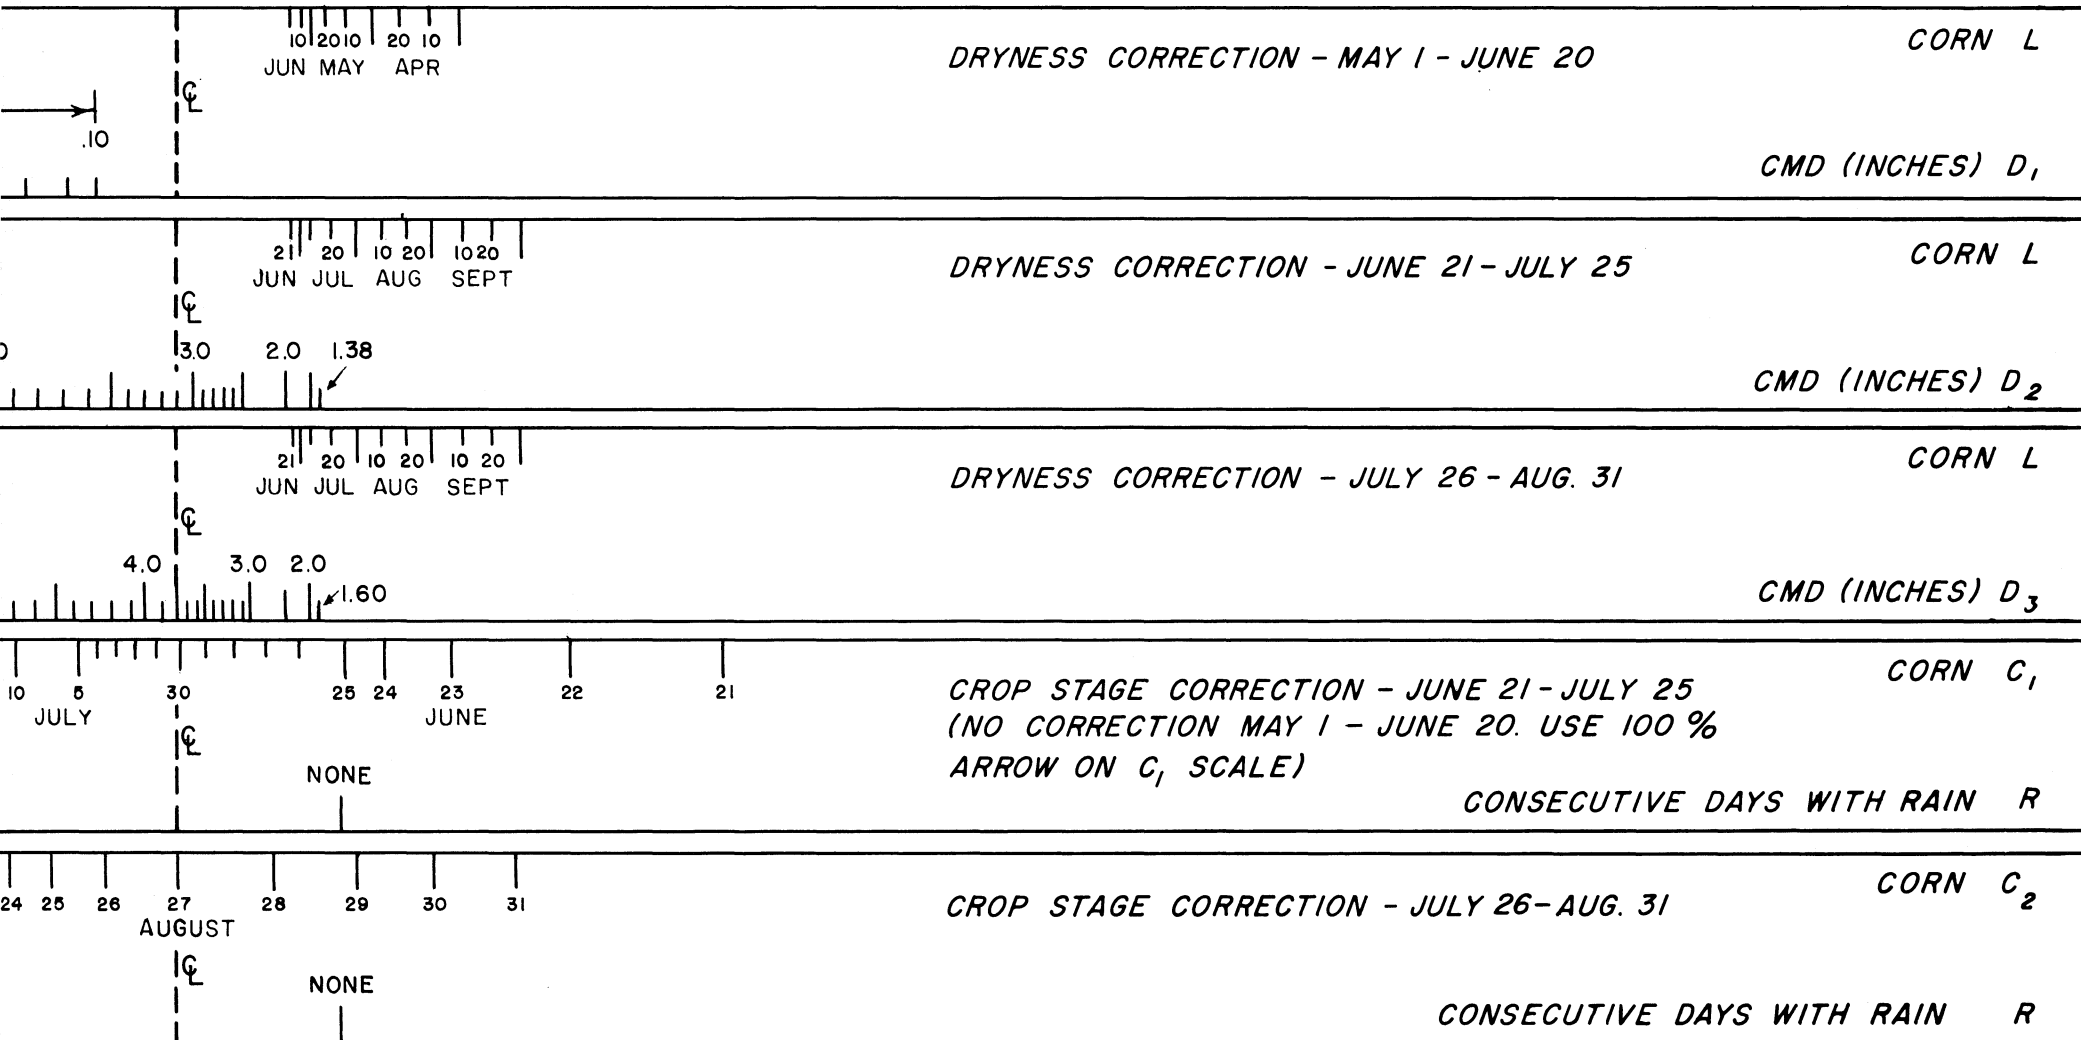 10 20 10 20 10 CORN L
JUN MAY APR DRYNESS CORRECTION – MAY 1 – JUNE 20
℄
.10
CMD (INCHES) D1
21 20 10 20 10 20 CORN L
JUN JUL AUG SEPT DRYNESS CORRECTION – JUNE 21 – JULY 25
℄
3.0 2.0 1.38
CMD (INCHES) D2
21 20 10 20 10 20 CORN L
JUN JUL AUG SEPT DRYNESS CORRECTION – JULY 26 – AUG. 31
℄
4.0 3.0 2.0
1.60 CMD (INCHES) D3
10 5 30 25 24 23 22 21 CORN C1
JULY JUNE CROP STAGE CORRECTION – JUNE 21 – JULY 25
(NO CORRECTION MAY 1 – JUNE 20. USE 100 %
℄
ARROW ON C1 SCALE)
NONE
CONSECUTIVE DAYS WITH RAIN R
24 25 26 27 28 29 30 31 CORN C2
AUGUST CROP STAGE CORRECTION – JULY 26 – AUG. 31
℄
NONE
CONSECUTIVE DAYS WITH RAIN R